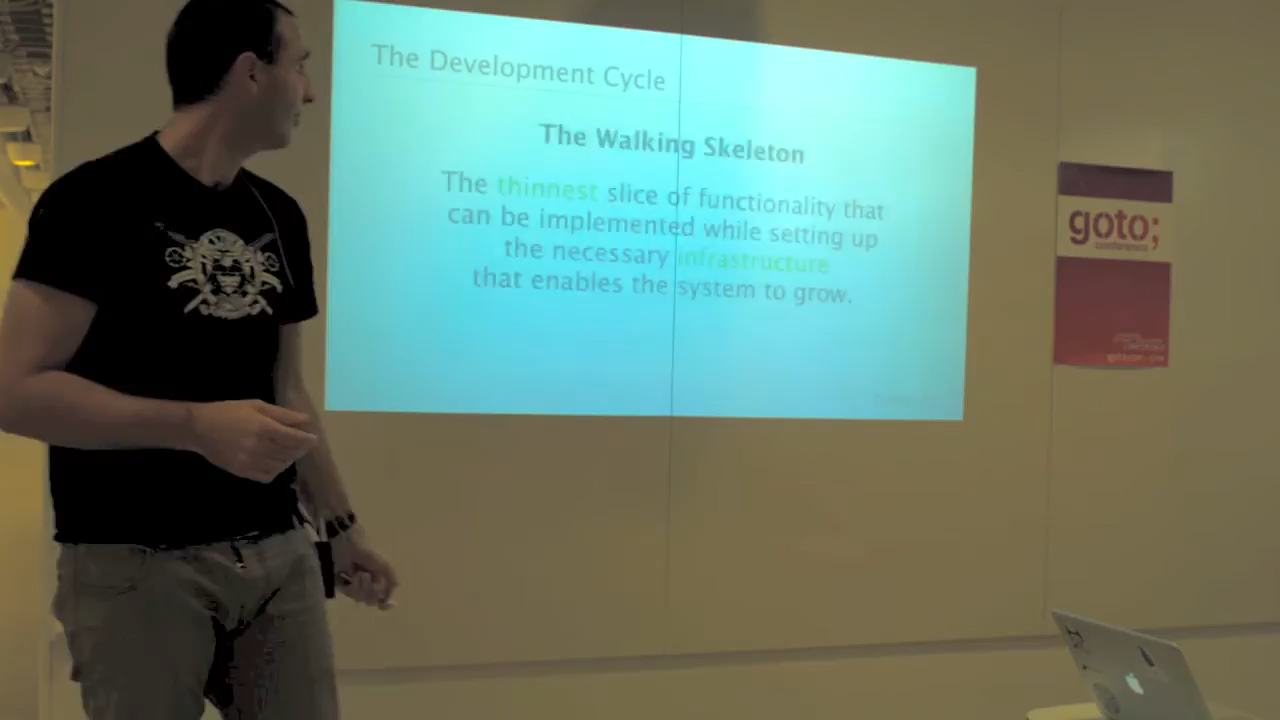 The Development Cycle
The Walking Skeleton
The thinnest slice of functionality that
can be implemented while setting up
the necessary infrastructure
that enables the system to grow.
goto;
conference